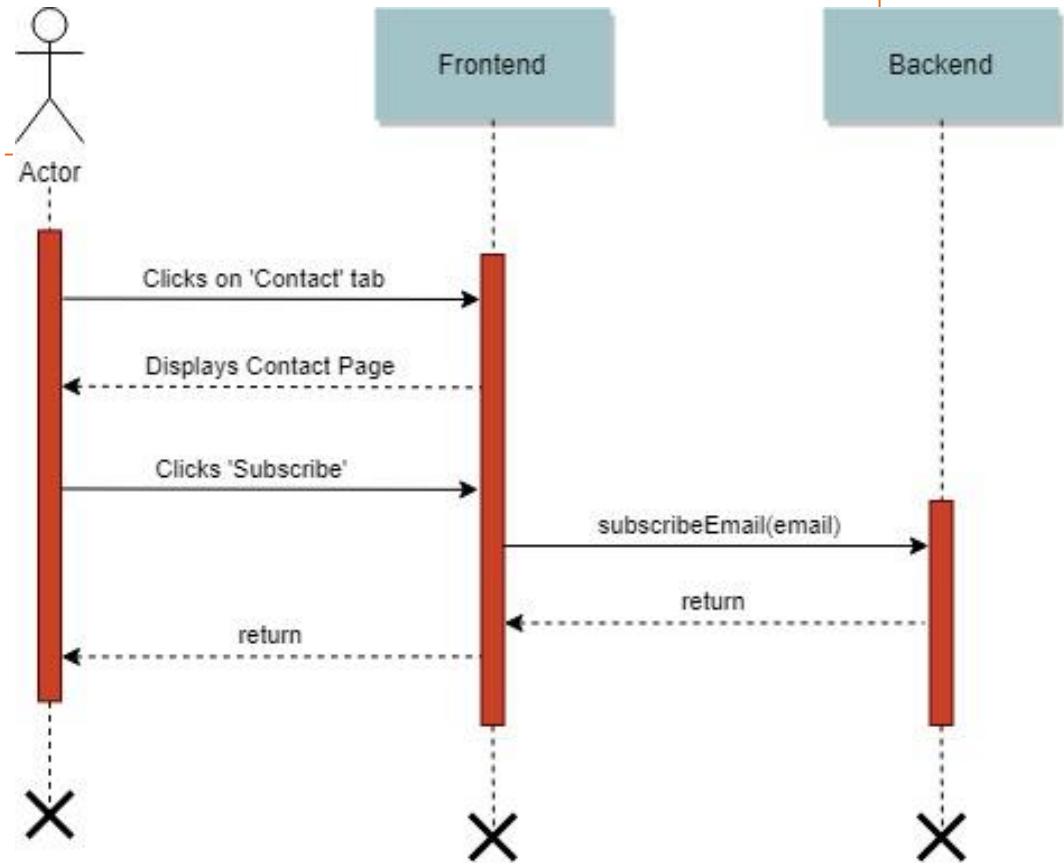 Frontend
Backend
Actor
Clicks on 'Contact' tab
Displays Contact Page
Clicks 'Subscribe'
subscribeEmail(email)
return
return